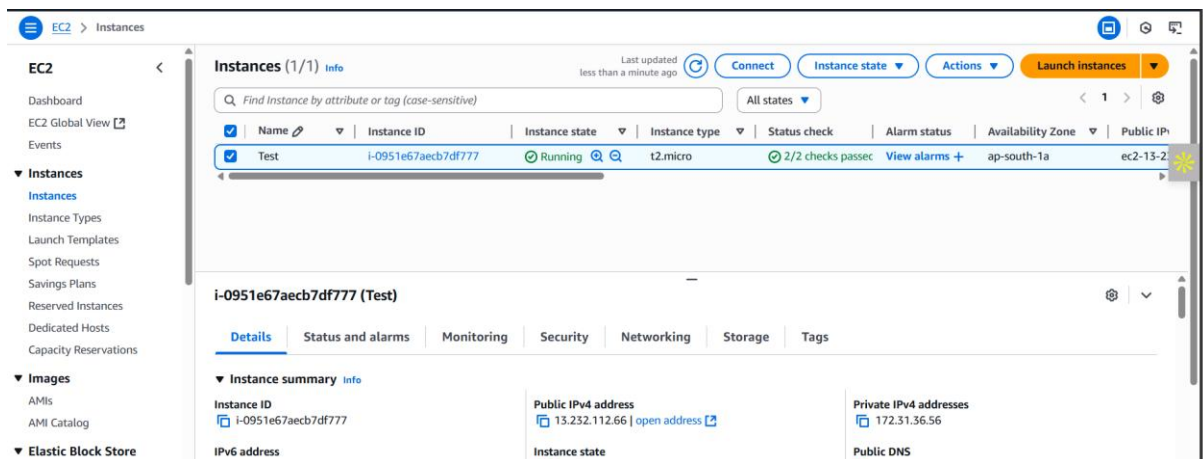 EC2 > Instances
EC2
Dashboard
EC2 Global View
Events
Instances
Instances
Instance Types
Launch Templates
Spot Requests
Savings Plans
Reserved Instances
Dedicated Hosts
Capacity Reservations
Images
AMIs
AMI Catalog
Elastic Block Store
Instances (1/1) Info
Last updated
less than a minute ago
Connect Instance state Actions Launch instances
Find Instance by attribute or tag (case-sensitive) All states 1
Name Instance ID Instance state Instance type Status check Alarm status Availability Zone Public IPv
Test i-0951e67aecb7df777 Running t2.micro 2/2 checks passec View alarms + ap-south-1a ec2-13-2
i-0951e67aecb7df777 (Test)
Details Status and alarms Monitoring Security Networking Storage Tags
Instance summary Info
Instance ID Public IPv4 address Private IPv4 addresses
i-0951e67aecb7df777 13.232.112.66 | open address 172.31.36.56
IPv6 address Instance state Public DNS